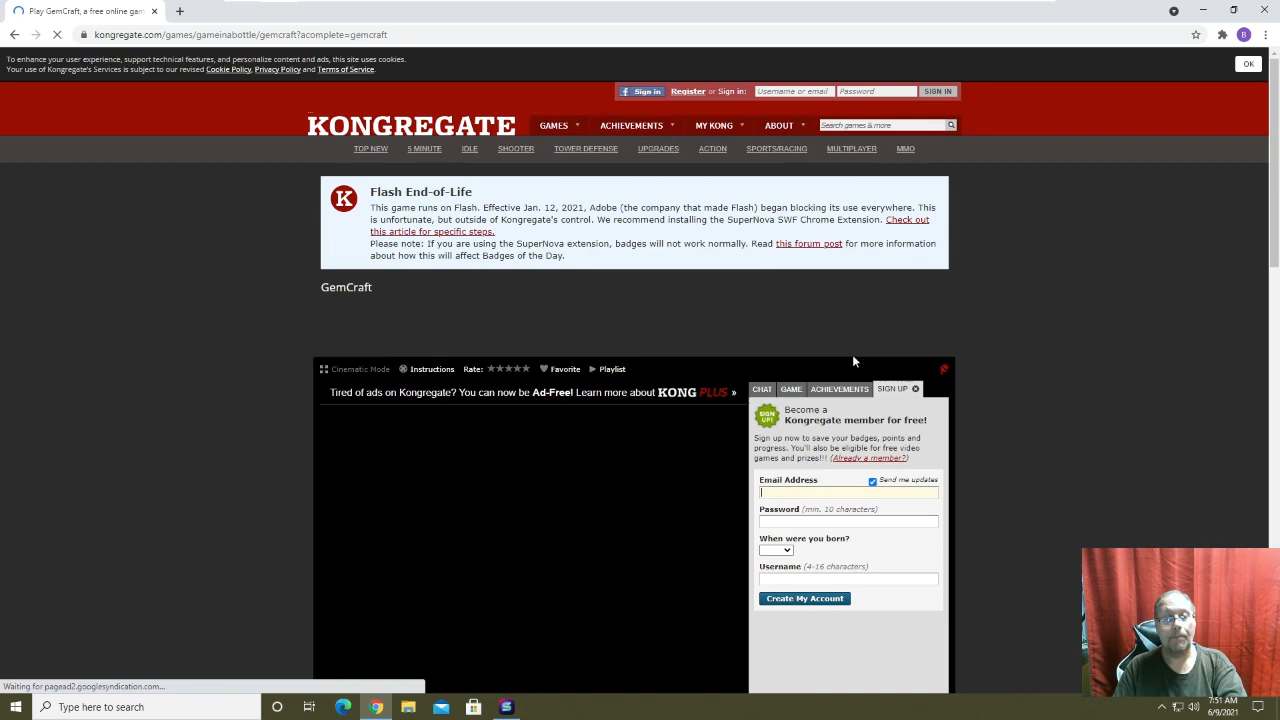 Play GemCraft, a free online gam
kongregate.com/games/gameinabottle/gemcraft?acomplete=gemcraft
B
To enhance your user experience, support technical features, and personalize content and ads, this site uses cookies.
Your use of Kongregate's Services is subject to our revised Cookie Policy, Privacy Policy and Terms of Service.
OK
f Sign in Register or Sign in: Username or email Password SIGN IN
KONGREGATE
GAMES ACHIEVEMENTS MY KONG ABOUT Search games & more
TOP NEW 5 MINUTE IDLE SHOOTER TOWER DEFENSE UPGRADES ACTION SPORTS/RACING MULTIPLAYER MMO
K
Flash End-of-Life
This game runs on Flash. Effective Jan. 12, 2021, Adobe (the company that made Flash) began blocking its use everywhere. This
is unfortunate, but outside of Kongregate's control. We recommend installing the SuperNova SWF Chrome Extension. Check out
this article for specific steps.
Please note: If you are using the SuperNova extension, badges will not work normally. Read this forum post for more information
about how this will affect Badges of the Day.
GemCraft
Cinematic Mode Instructions Rate: Favorite Playlist
Tired of ads on Kongregate? You can now be Ad-Free! Learn more about KONG PLUS »
CHAT GAME ACHIEVEMENTS SIGN UP
SIGN UP!
Become a
Kongregate member for free!
Sign up now to save your badges, points and
progress. You'll also be eligible for free video
games and prizes!!! (Already a member?)
Email Address Send me updates
Password (min. 10 characters)
When were you born?
Username (4-16 characters)
Create My Account
Waiting for pagead2.googlesyndication.com...
Type here to search
7:51 AM
6/9/2021